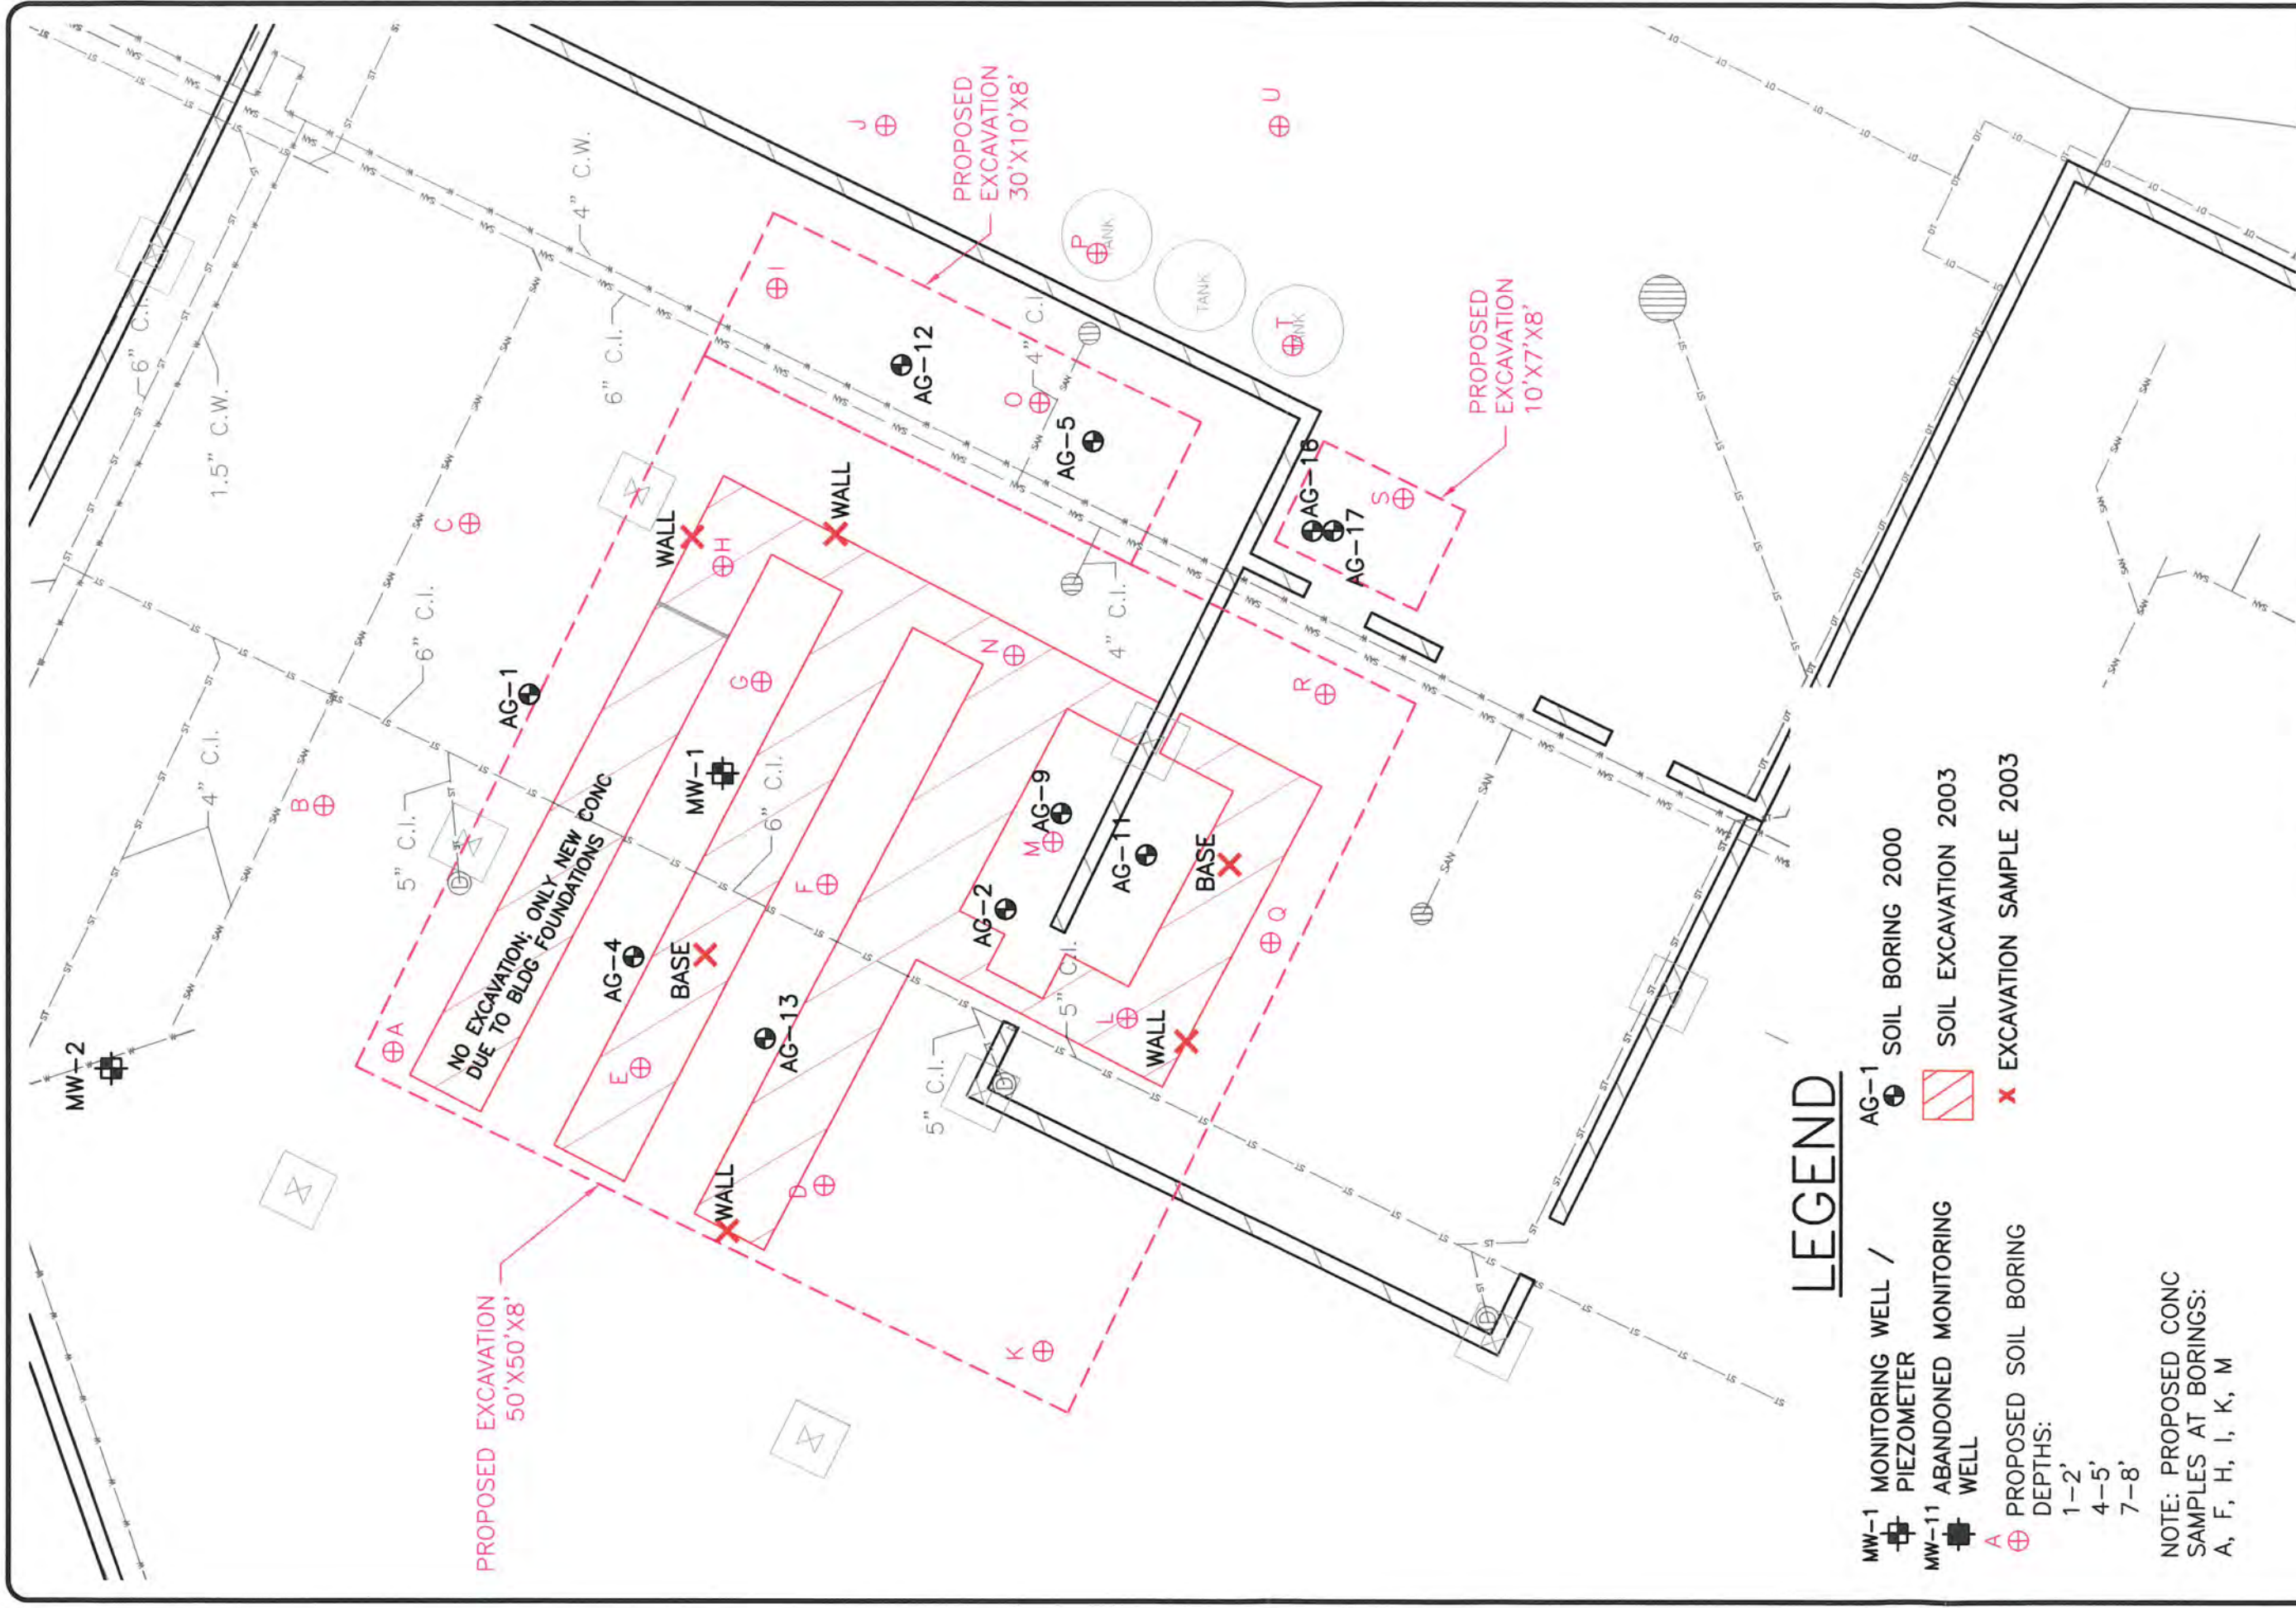 MW-2
AG-1
MW-1
AG-4
AG-13
AG-2
AG-9
AG-11
AG-12
AG-5
AG-16
AG-17
WALL
WALL
WALL
WALL
BASE
BASE
NO EXCAVATION; ONLY NEW CONC
DUE TO BLDG FOUNDATIONS
PROPOSED EXCAVATION
50'X50'X8'
PROPOSED
EXCAVATION
30'X10'X8'
PROPOSED
EXCAVATION
10'X7'X8'
A
B
C
D
E
F
G
H
I
J
K
L
M
N
O
P
Q
R
S
T
U
TANK
TANK
6" C.I.
1.5" C.W.
4" C.W.
6" C.I.
6" C.I.
4" C.I.
5" C.I.
6" C.I.
4" C.I.
4" C.I.
5" C.I.
5" C.I.
D
D
D
ST
SAN
W
DT
LEGEND
MW-1 MONITORING WELL /
PIEZOMETER
MW-11 ABANDONED MONITORING
WELL
A PROPOSED SOIL BORING
DEPTHS:
1-2'
4-5'
7-8'
NOTE: PROPOSED CONC
SAMPLES AT BORINGS:
A, F, H, I, K, M
AG-1 SOIL BORING 2000
SOIL EXCAVATION 2003
X EXCAVATION SAMPLE 2003